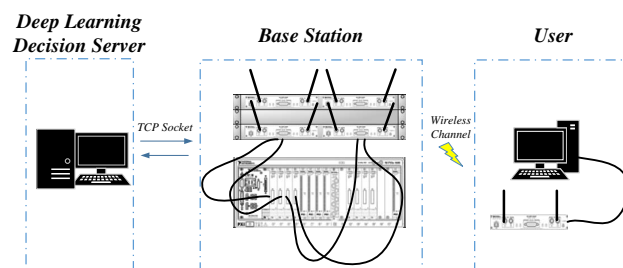 Deep Learning
Decision Server
Base Station
User
TCP Socket
Wireless
Channel